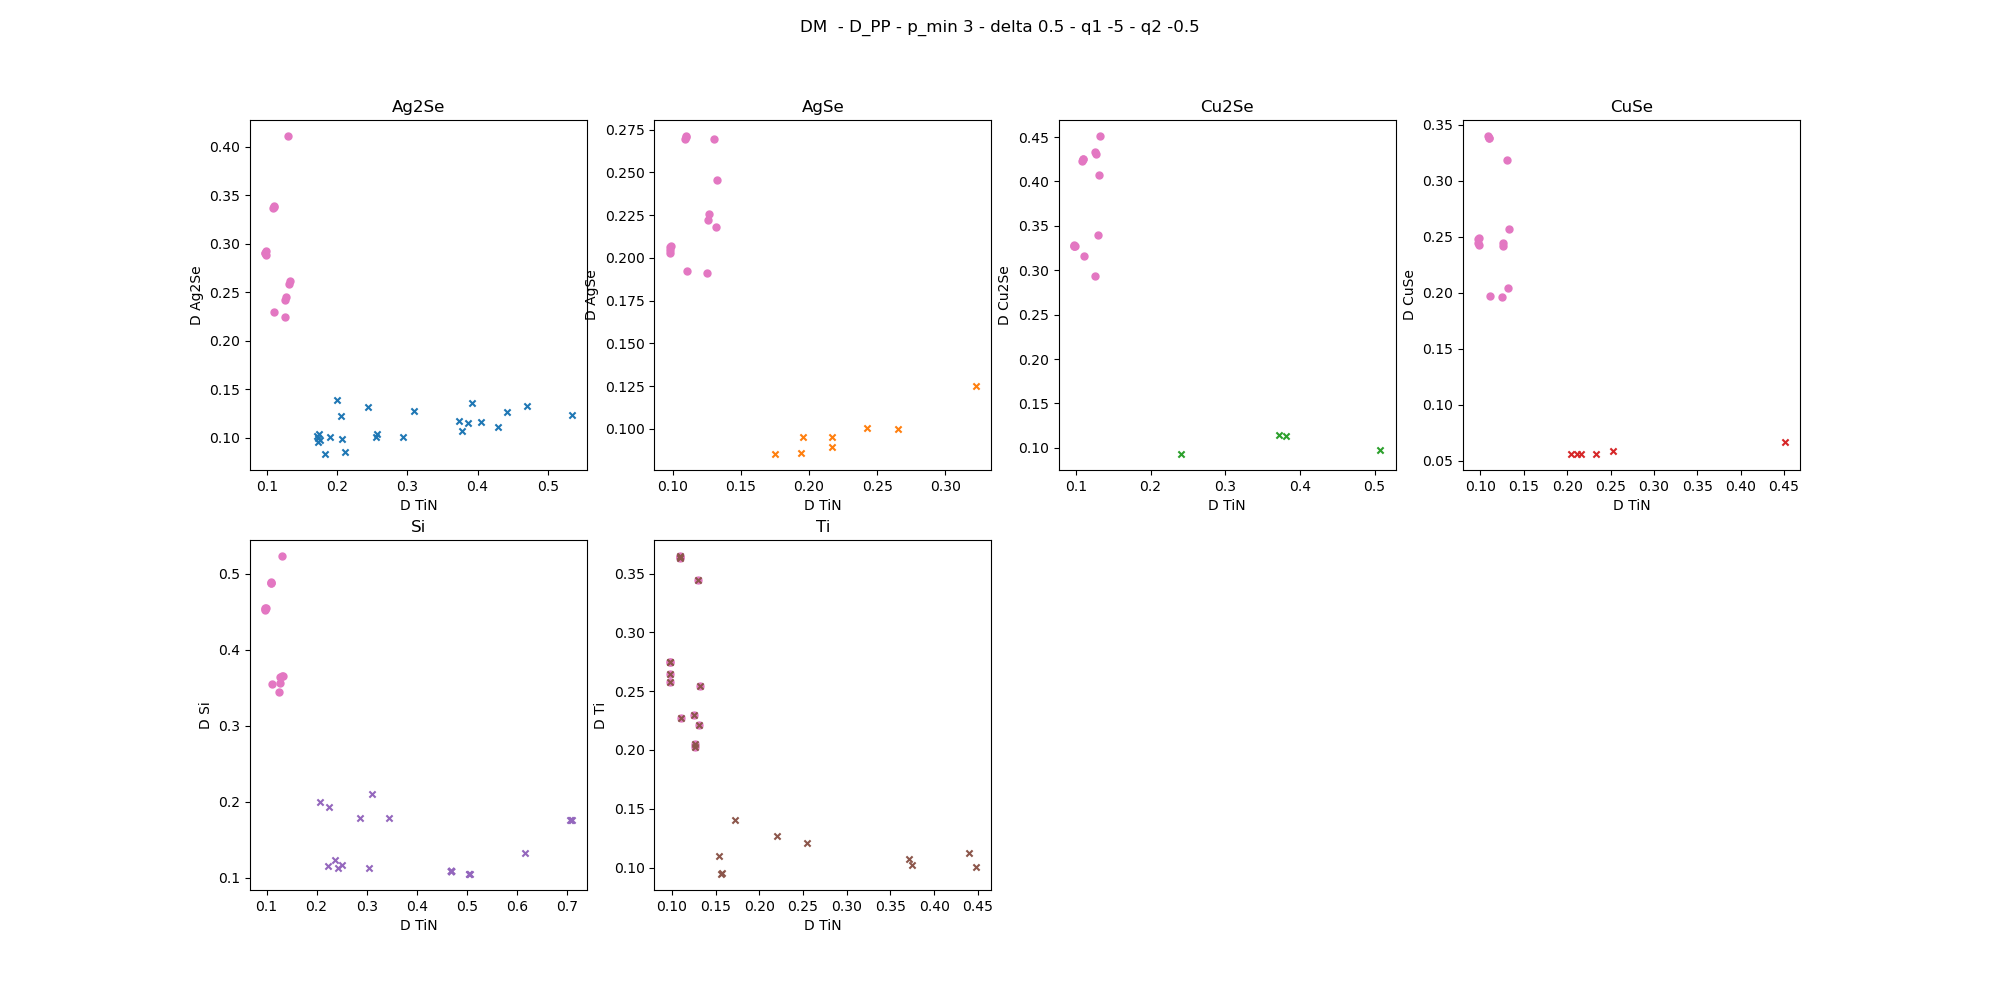 DM  - D_PP - p_min 3 - delta 0.5 - q1 -5 - q2 -0.5
Ag2Se
AgSe
Cu2Se
CuSe
D Ag2Se
0.40
0.35
0.30
0.25
0.20
0.15
0.10
0.1 0.2 0.3 0.4 0.5
D TiN
D AgSe
0.275
0.250
0.225
0.200
0.175
0.150
0.125
0.100
0.10 0.15 0.20 0.25 0.30
D TiN
D Cu2Se
0.45
0.40
0.35
0.30
0.25
0.20
0.15
0.10
0.1 0.2 0.3 0.4 0.5
D TiN
D CuSe
0.35
0.30
0.25
0.20
0.15
0.10
0.05
0.10 0.15 0.20 0.25 0.30 0.35 0.40 0.45
D TiN
Si
Ti
D Si
0.5
0.4
0.3
0.2
0.1
0.1 0.2 0.3 0.4 0.5 0.6 0.7
D TiN
D Ti
0.35
0.30
0.25
0.20
0.15
0.10
0.10 0.15 0.20 0.25 0.30 0.35 0.40 0.45
D TiN